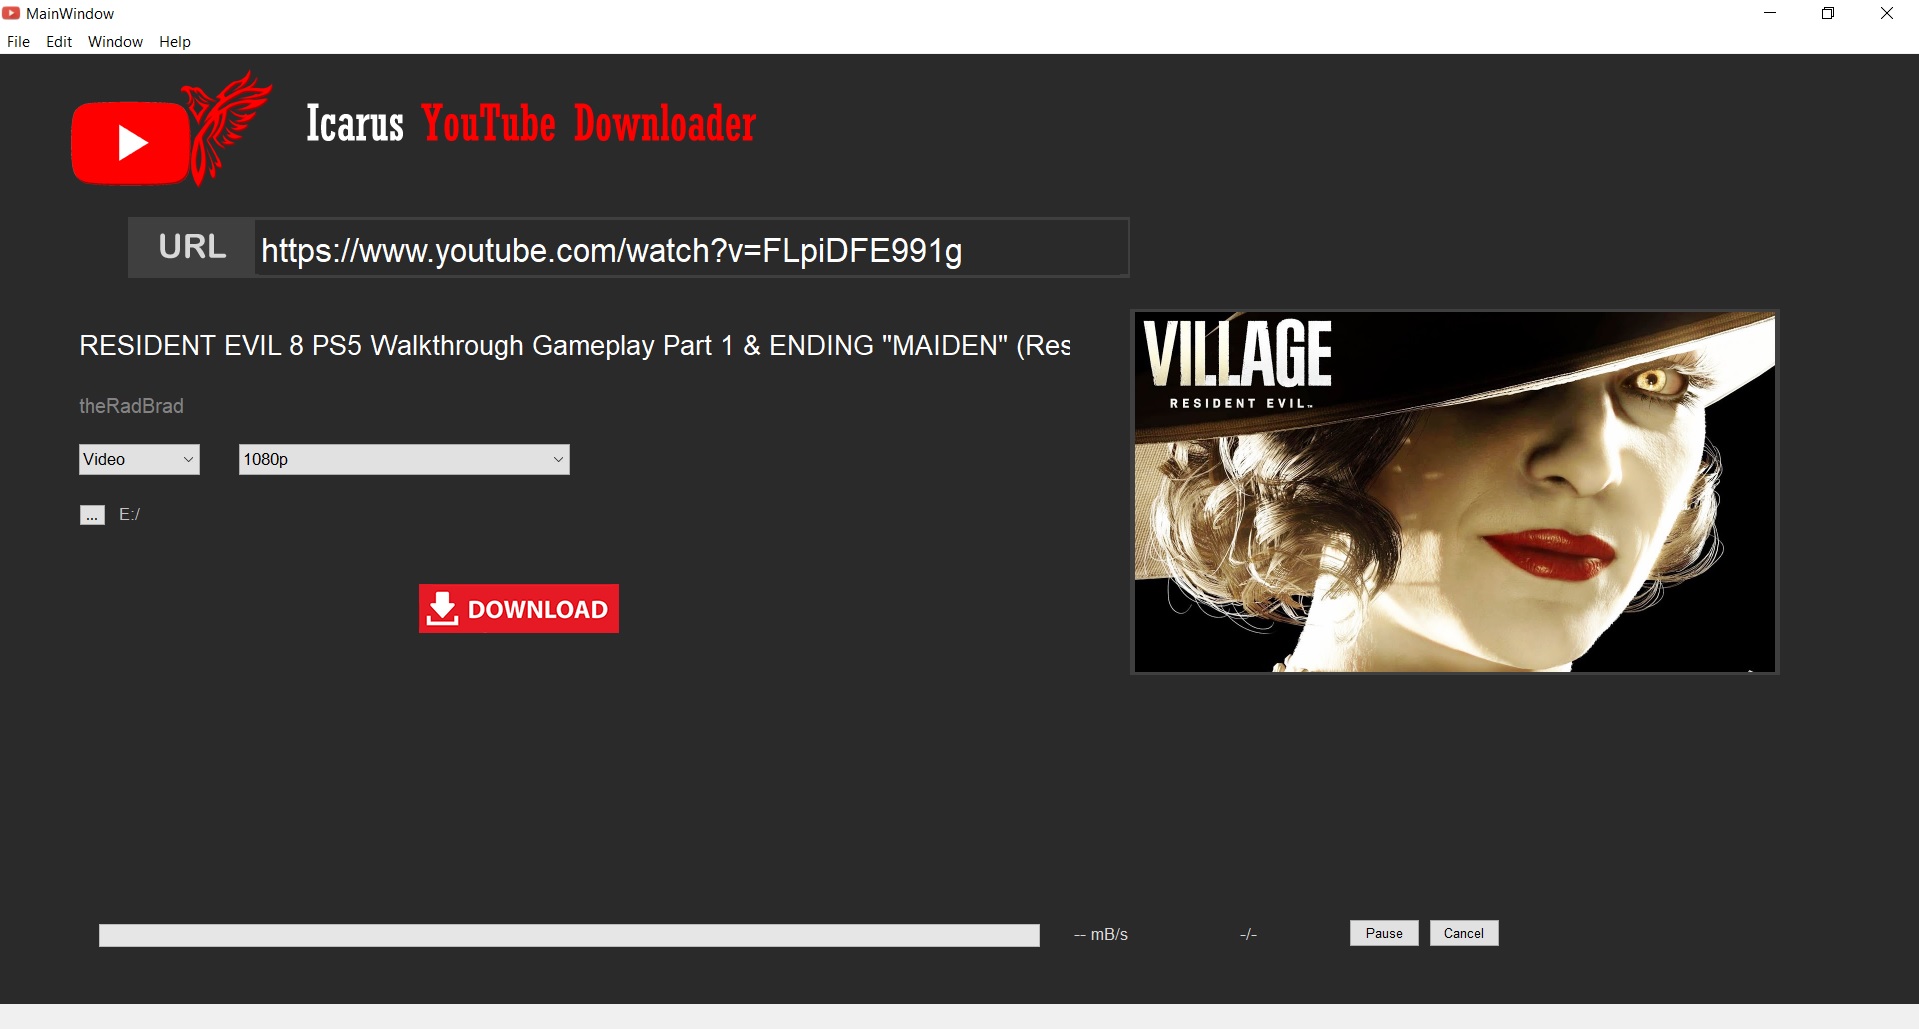 MainWindow
File Edit Window Help
Icarus YouTube Downloader
URL https://www.youtube.com/watch?v=FLpiDFE991g
RESIDENT EVIL 8 PS5 Walkthrough Gameplay Part 1 & ENDING "MAIDEN" (Res
theRadBrad
Video 1080p
... E:/
DOWNLOAD
VILLAGE
RESIDENT EVIL™
-- mB/s -/- Pause Cancel